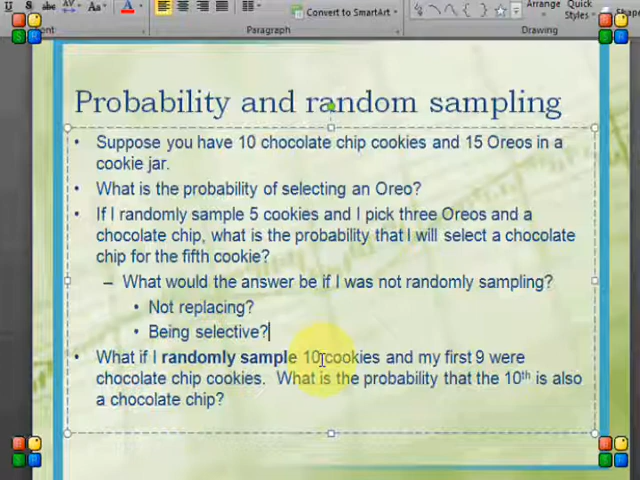 U S abc AV Aa A
Convert to SmartArt
Arrange Quick
Styles
Paragraph
Drawing
Probability and random sampling
• Suppose you have 10 chocolate chip cookies and 15 Oreos in a
cookie jar.
• What is the probability of selecting an Oreo?
• If I randomly sample 5 cookies and I pick three Oreos and a
chocolate chip, what is the probability that I will select a chocolate
chip for the fifth cookie?
– What would the answer be if I was not randomly sampling?
• Not replacing?
• Being selective?
• What if I randomly sample 10 cookies and my first 9 were
chocolate chip cookies.  What is the probability that the 10th is also
a chocolate chip?